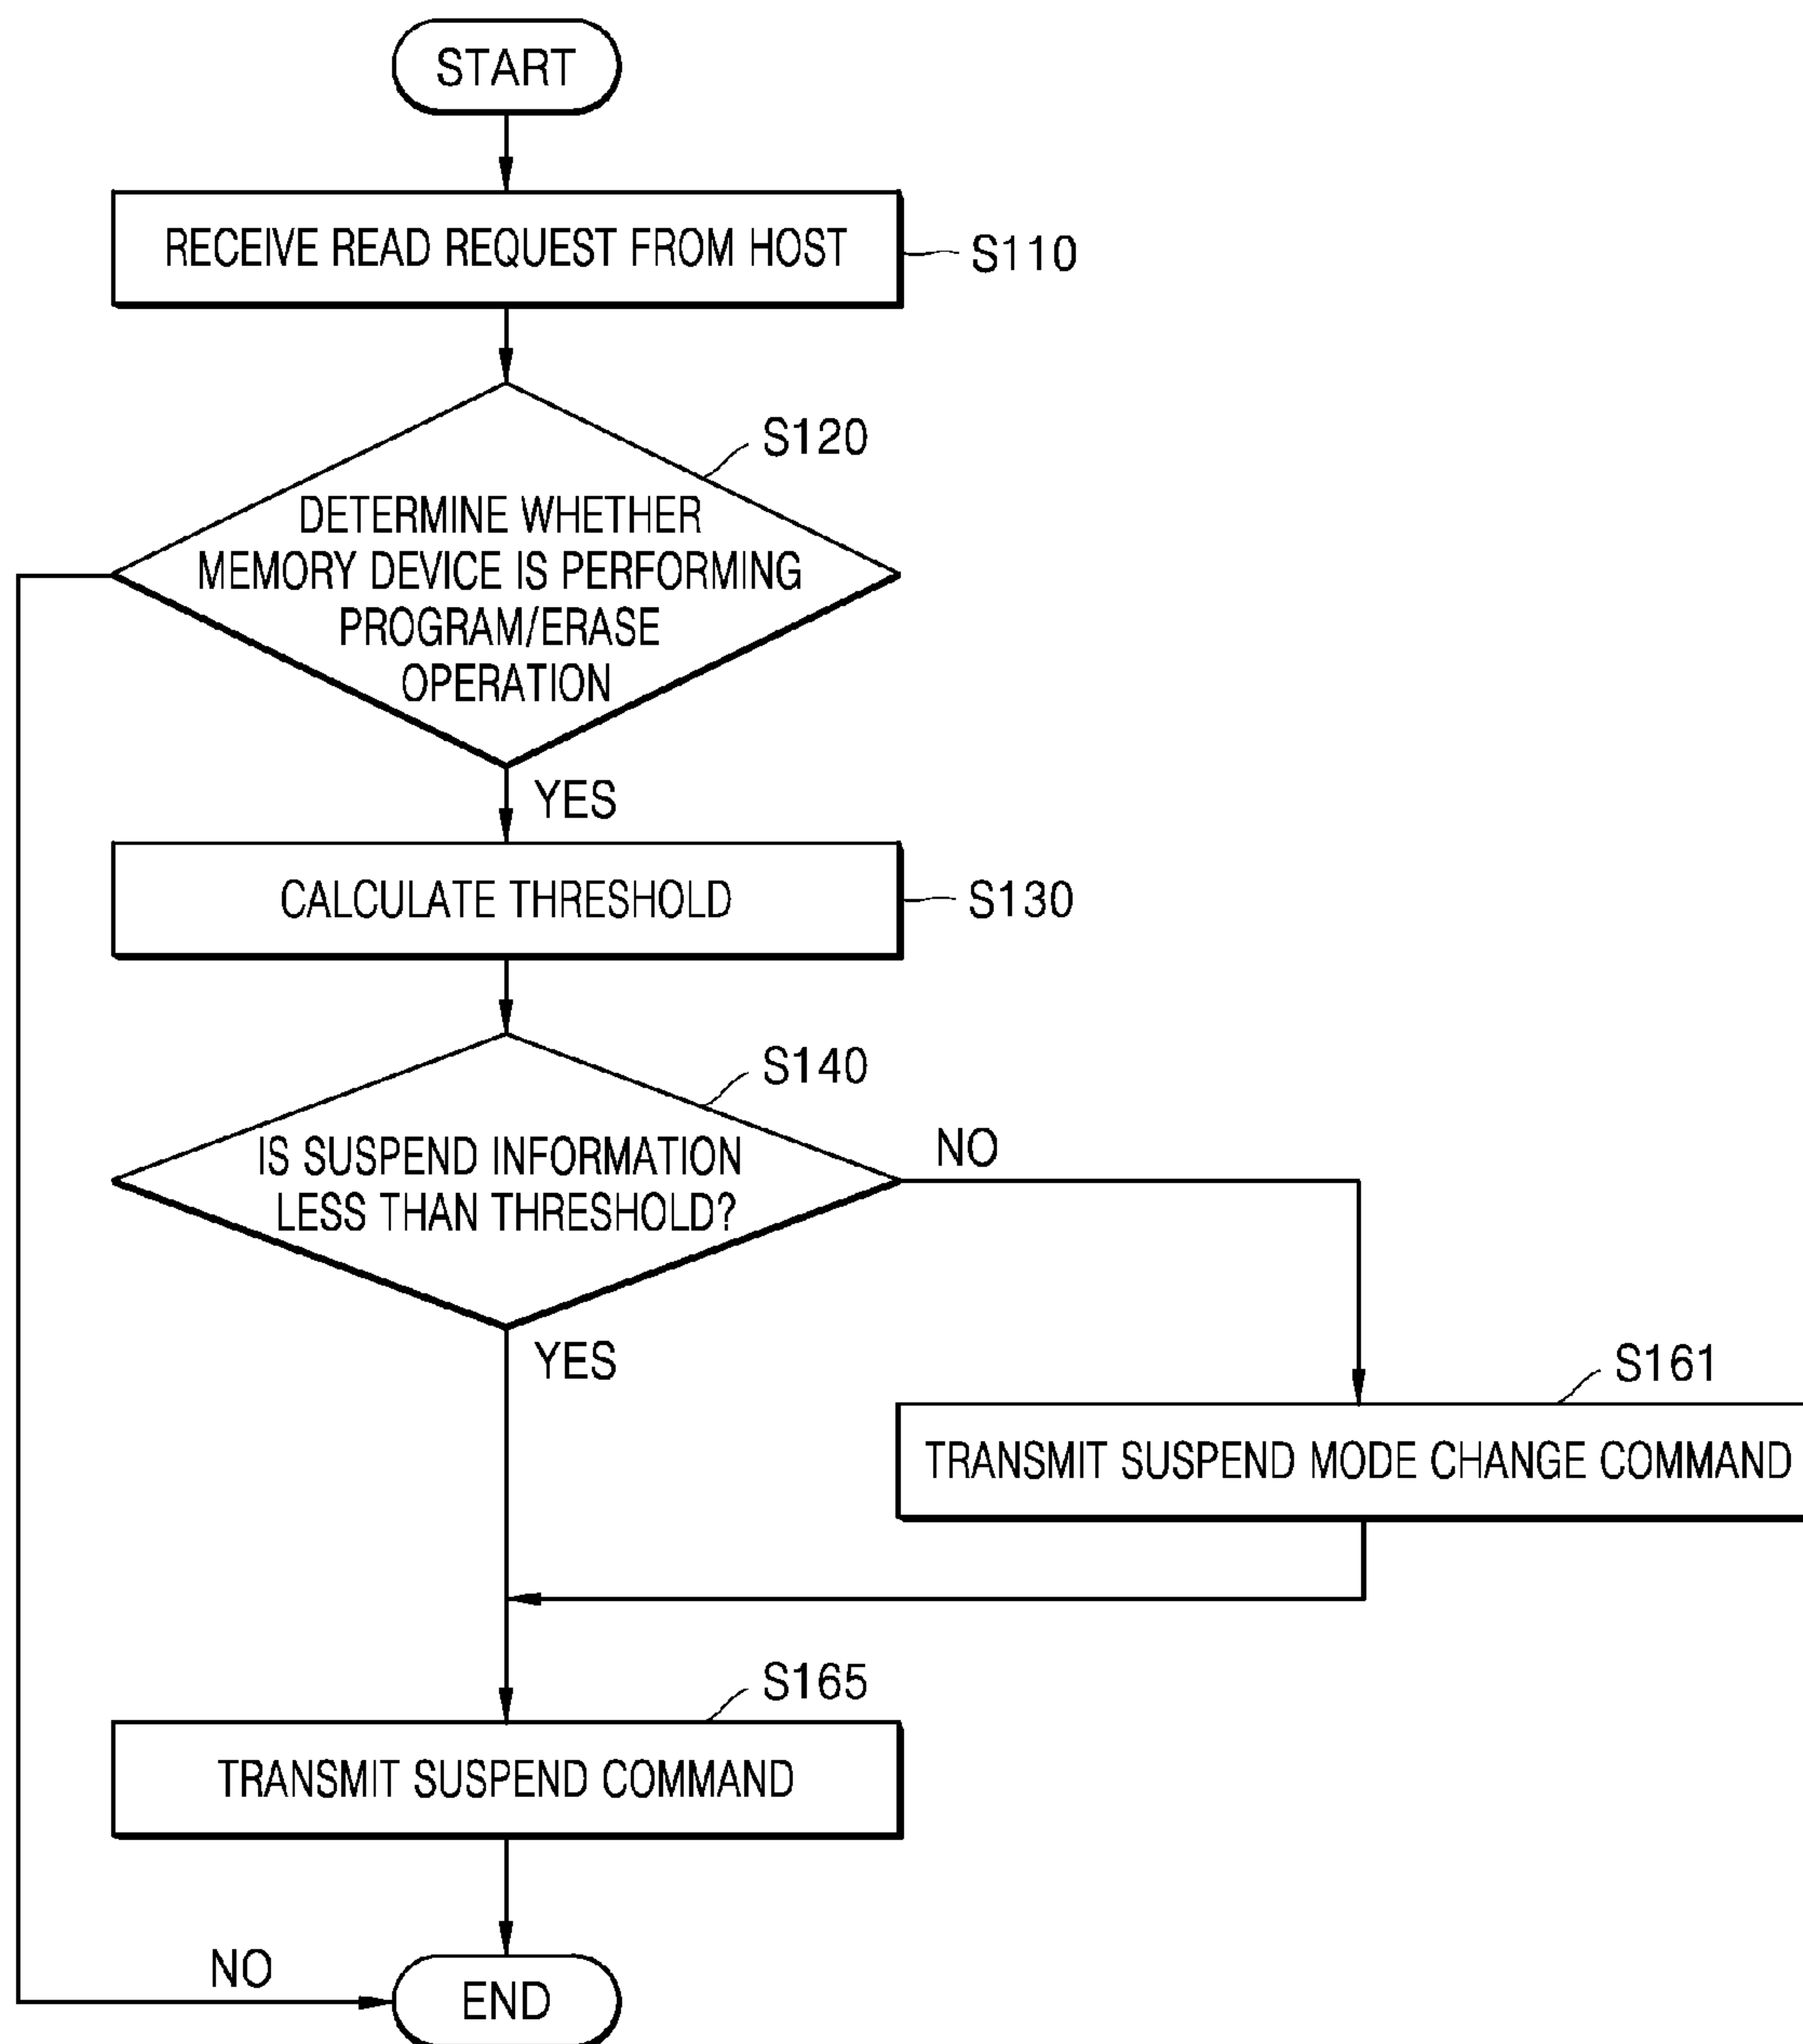 START
RECEIVE READ REQUEST FROM HOST
S110
S120
DETERMINE WHETHER
MEMORY DEVICE IS PERFORMING
PROGRAM/ERASE
OPERATION
YES
CALCULATE THRESHOLD
S130
S140
IS SUSPEND INFORMATION
LESS THAN THRESHOLD?
NO
YES
S161
TRANSMIT SUSPEND MODE CHANGE COMMAND
S165
TRANSMIT SUSPEND COMMAND
NO
END